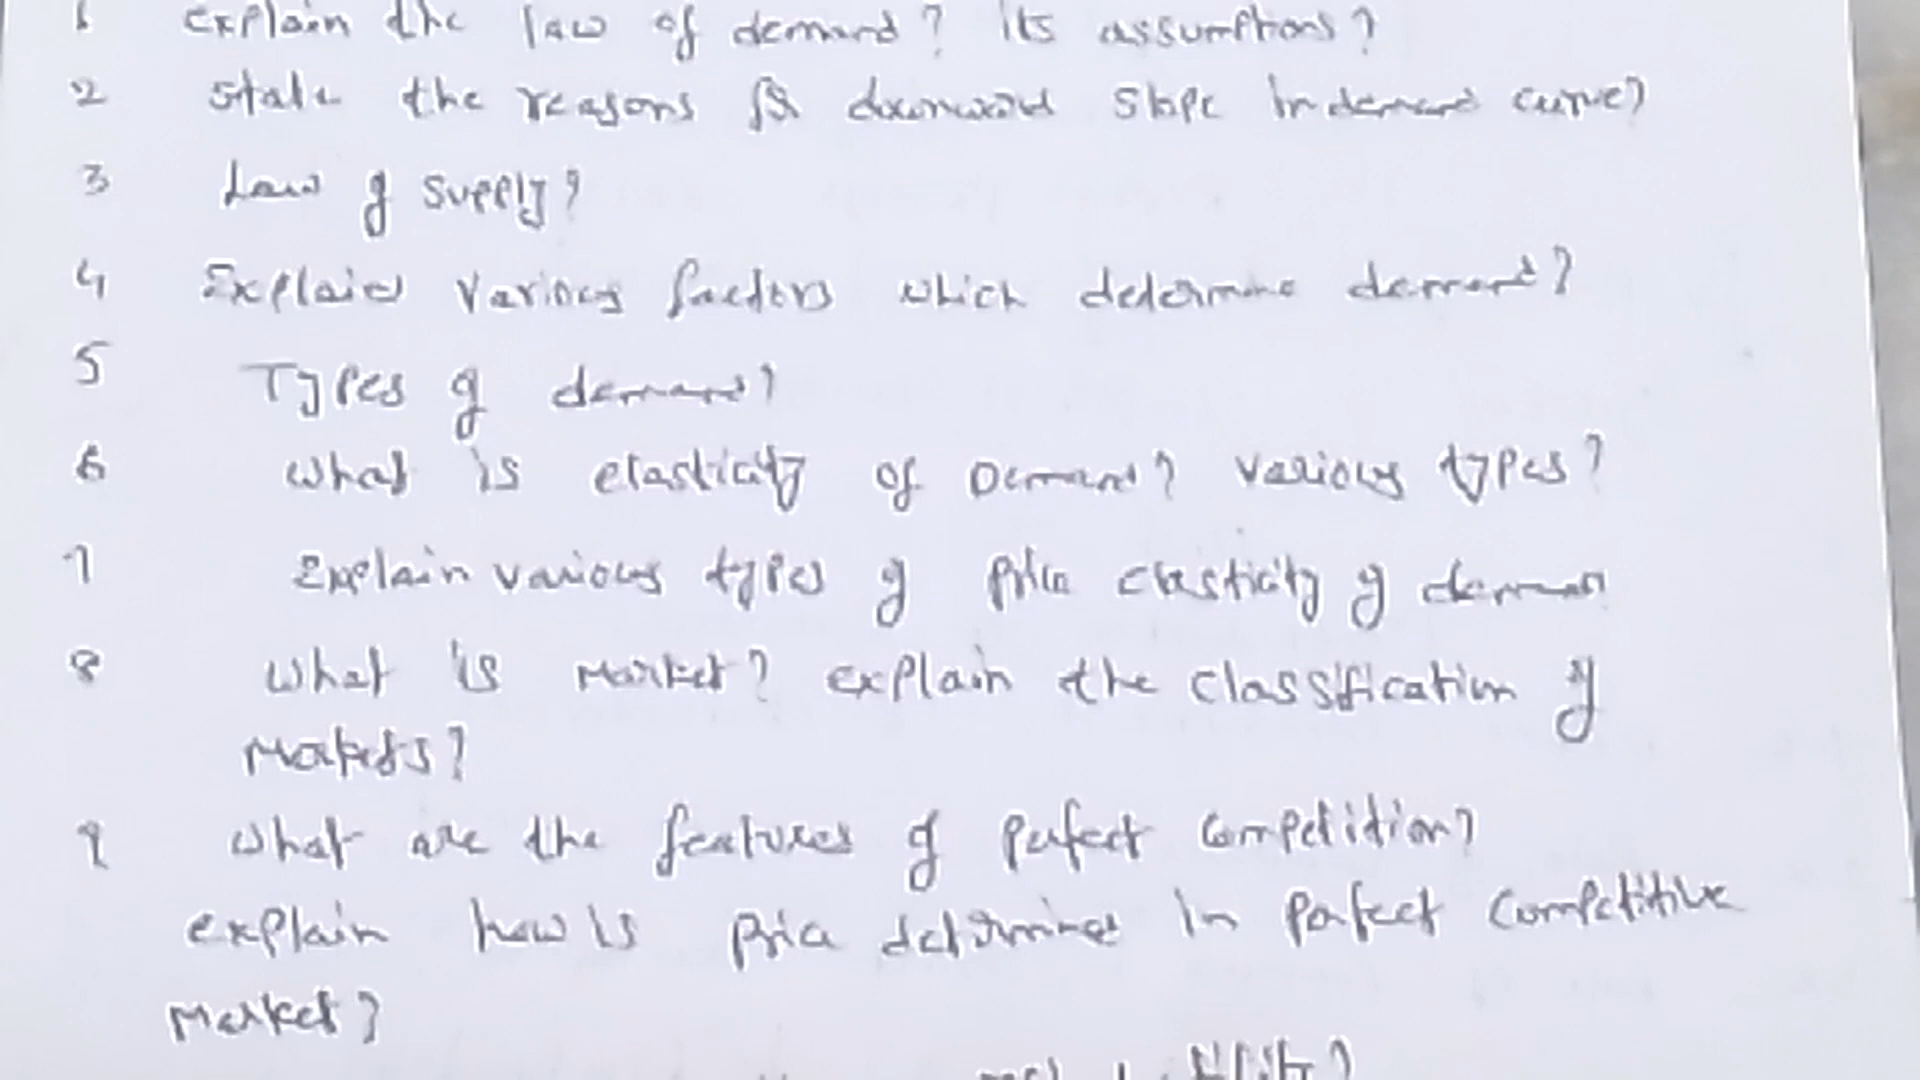 1 Explain the law of demand? Its assumptions?
2 State the reasons for downward slope in demand curve?
3 Law of supply?
4 Explain various factors which determine demand?
5 Types of demand?
6 What is elasticity of Demand? Various types?
7 Explain various types of price elasticity of demand
8 What is Market? explain the classification of
Markets?
9 What are the features of perfect Competition?
explain how is price determined in perfect Competitive
Market?